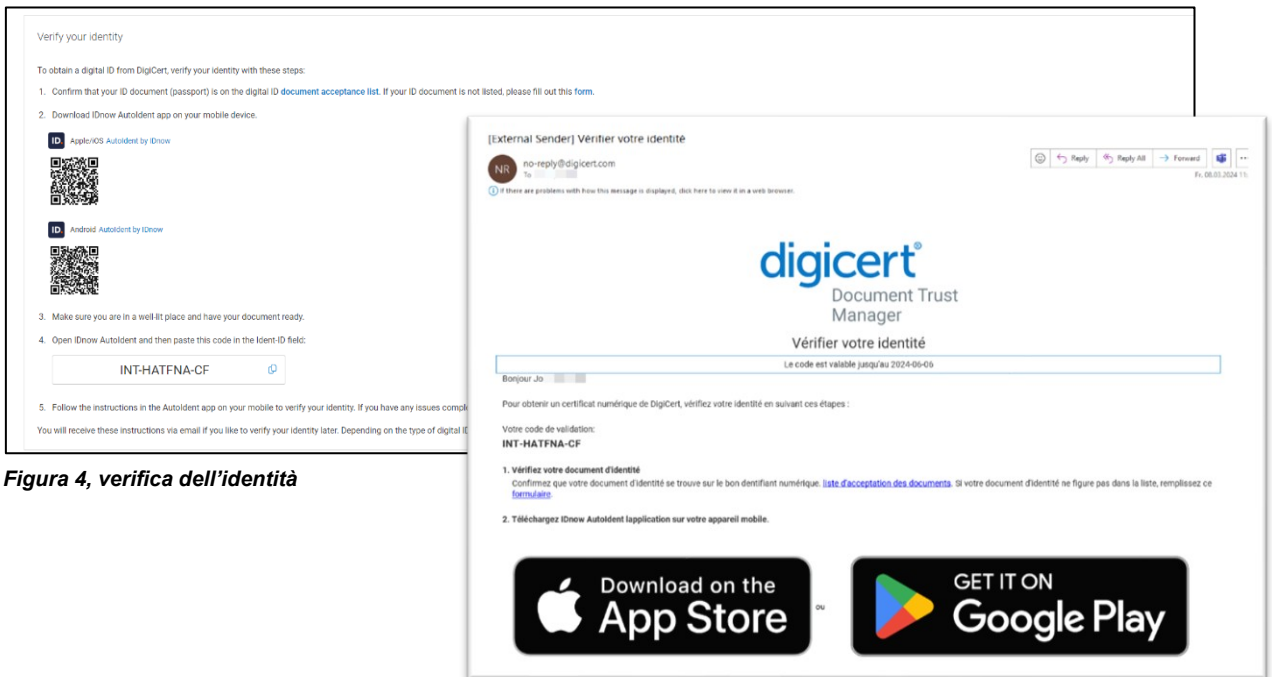 Verify your identity
To obtain a digital ID from DigiCert, verify your identity with these steps:
1. Confirm that your ID document (passport) is on the digital ID document acceptance list. If your ID document is not listed, please fill out this form.
2. Download IDnow AutoIdent app on your mobile device.
ID. Apple/iOS AutoIdent by IDnow
ID. Android AutoIdent by IDnow
3. Make sure you are in a well-lit place and have your document ready.
4. Open IDnow AutoIdent and then paste this code in the Ident-ID field:
INT-HATFNA-CF
5. Follow the instructions in the AutoIdent app on your mobile to verify your identity. If you have any issues compl
You will receive these instructions via email if you like to verify your identity later. Depending on the type of digital ID
Figura 4, verifica dell'identità
[External Sender] Vérifier votre identité
NR
no-reply@digicert.com
To
Reply Reply All Forward
Fr. 08.03.2024 11:
If there are problems with how this message is displayed, click here to view it in a web browser.
digicert®
Document Trust
Manager
Vérifier votre identité
Le code est valable jusqu'au 2024-06-06
Bonjour Jo
Pour obtenir un certificat numérique de DigiCert, vérifiez votre identité en suivant ces étapes :
Votre code de validation:
INT-HATFNA-CF
1. Vérifiez votre document d'identité
Confirmez que votre document d'identité se trouve sur le bon dentifiant numérique. liste d'acceptation des documents. Si votre document d'identité ne figure pas dans la liste, remplissez ce
formulaire.
2. Téléchargez IDnow AutoIdent lapplication sur votre appareil mobile.
Download on the
App Store
ou
GET IT ON
Google Play